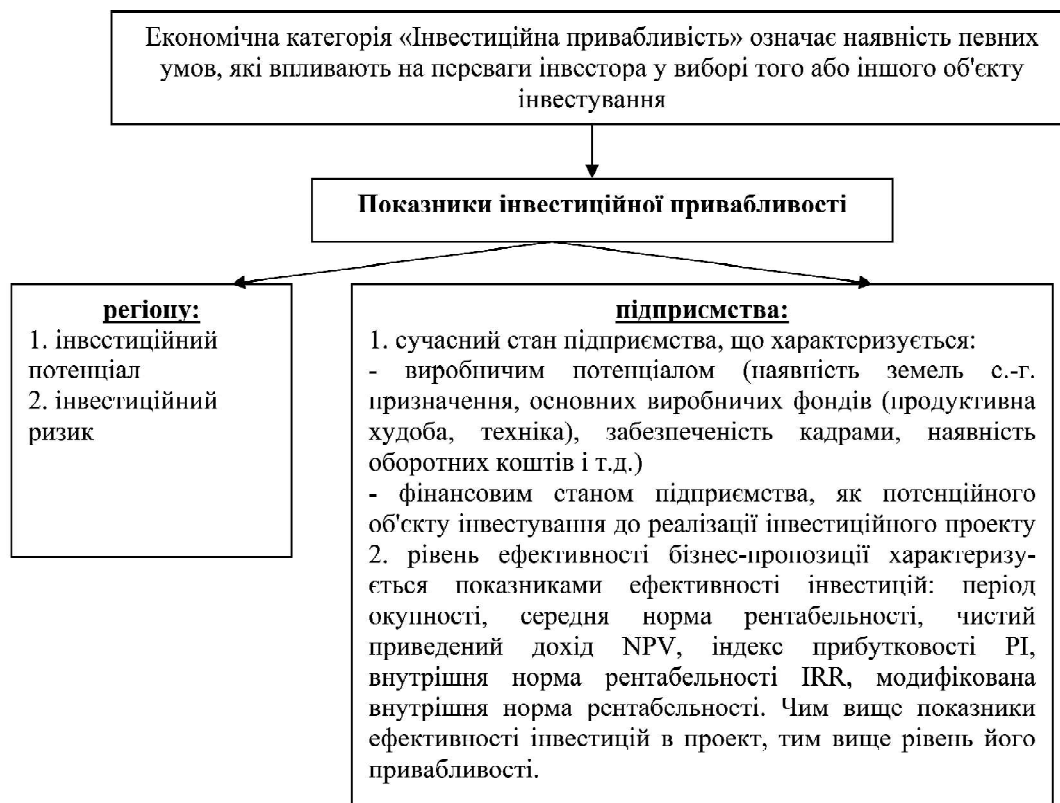 Економічна категорія «Інвестиційна привабливість» означає наявність певних
умов, які впливають на переваги інвестора у виборі того або іншого об'єкту
інвестування
Показники інвестиційної привабливості
регіону:
1. інвестиційний
потенціал
2. інвестиційний
ризик
підприємства:
1. сучасний стан підприємства, що характеризується:
- виробничим потенціалом (наявність земель с.-г.
призначення, основних виробничих фондів (продуктивна
худоба, техніка), забезпеченість кадрами, наявність
оборотних коштів і т.д.)
- фінансовим станом підприємства, як потенційного
об'єкту інвестування до реалізації інвестиційного проекту
2. рівень ефективності бізнес-пропозиції характеризу-
ється показниками ефективності інвестицій: період
окупності, середня норма рентабельності, чистий
приведений дохід NPV, індекс прибутковості PI,
внутрішня норма рентабельності IRR, модифікована
внутрішня норма рентабельності. Чим вище показники
ефективності інвестицій в проект, тим вище рівень його
привабливості.